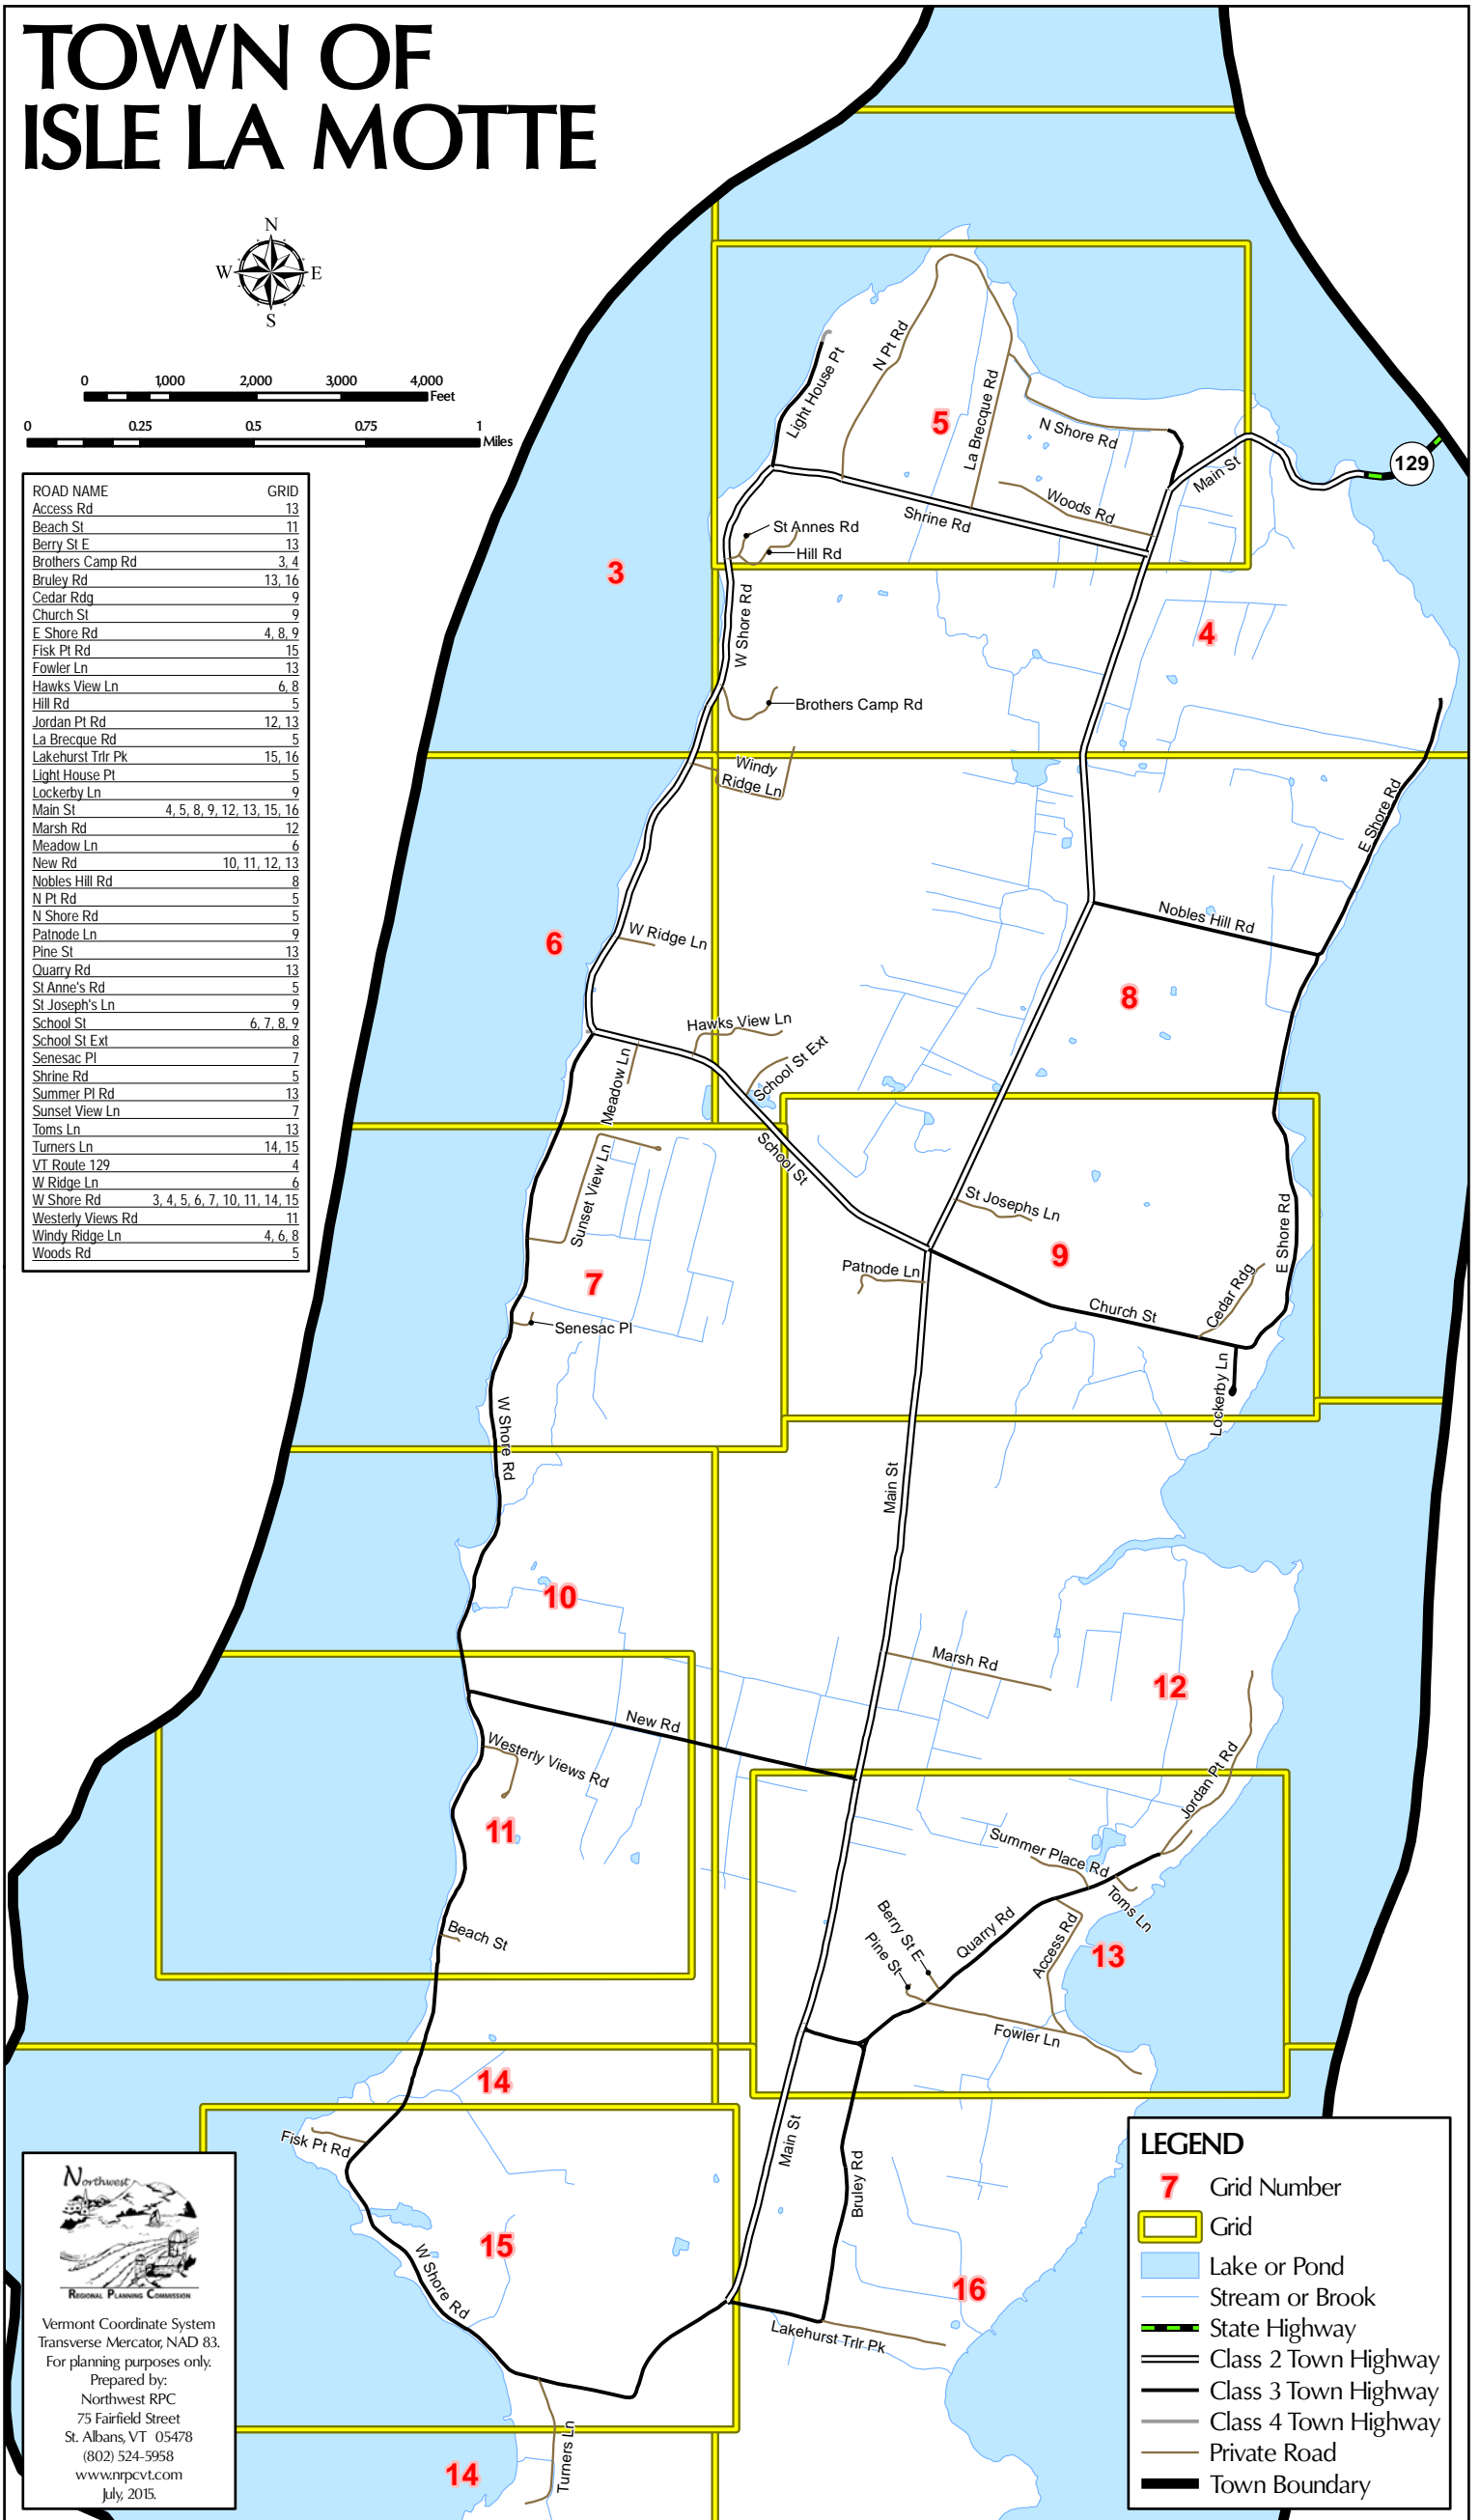 TOWN OF
ISLE LA MOTTE
N
W
E
S
0 1,000 2,000 3,000 4,000
Feet
0 0.25 0.5 0.75 1
Miles
ROAD NAME GRID
Access Rd 13
Beach St 11
Berry St E 13
Brothers Camp Rd 3, 4
Bruley Rd 13, 16
Cedar Rdg 9
Church St 9
E Shore Rd 4, 8, 9
Fisk Pt Rd 15
Fowler Ln 13
Hawks View Ln 6, 8
Hill Rd 5
Jordan Pt Rd 12, 13
La Brecque Rd 5
Lakehurst Trlr Pk 15, 16
Light House Pt 5
Lockerby Ln 9
Main St 4, 5, 8, 9, 12, 13, 15, 16
Marsh Rd 12
Meadow Ln 6
New Rd 10, 11, 12, 13
Nobles Hill Rd 8
N Pt Rd 5
N Shore Rd 5
Patnode Ln 9
Pine St 13
Quarry Rd 13
St Anne's Rd 5
St Joseph's Ln 9
School St 6, 7, 8, 9
School St Ext 8
Senesac Pl 7
Shrine Rd 5
Summer Pl Rd 13
Sunset View Ln 7
Toms Ln 13
Turners Ln 14, 15
VT Route 129 4
W Ridge Ln 6
W Shore Rd 3, 4, 5, 6, 7, 10, 11, 14, 15
Westerly Views Rd 11
Windy Ridge Ln 4, 6, 8
Woods Rd 5
Light House Pt
N Pt Rd
5
La Brecque Rd
N Shore Rd
Main St
129
Woods Rd
Shrine Rd
St Annes Rd
Hill Rd
3
W Shore Rd
4
Brothers Camp Rd
Windy
Ridge Ln
E Shore Rd
Nobles Hill Rd
W Ridge Ln
6
8
Hawks View Ln
School St Ext
Meadow Ln
School St
Sunset View Ln
St Josephs Ln
E Shore Rd
9
Patnode Ln
7
Church St
Cedar Rdg
Senesac Pl
Lockerby Ln
W Shore Rd
Main St
10
Marsh Rd
12
New Rd
Westerly Views Rd
Jordan Pt Rd
11
Summer Place Rd
Toms Ln
Beach St
Berry St E
Pine St
Quarry Rd
Access Rd
13
Fowler Ln
14
Fisk Pt Rd
Main St
Bruley Rd
15
W Shore Rd
16
Lakehurst Trlr Pk
Turners Ln
14
Northwest
REGIONAL PLANNING COMMISSION
Vermont Coordinate System
Transverse Mercator, NAD 83.
For planning purposes only.
Prepared by:
Northwest RPC
75 Fairfield Street
St. Albans, VT 05478
(802) 524-5958
www.nrpcvt.com
July, 2015.
LEGEND
7 Grid Number
Grid
Lake or Pond
Stream or Brook
State Highway
Class 2 Town Highway
Class 3 Town Highway
Class 4 Town Highway
Private Road
Town Boundary